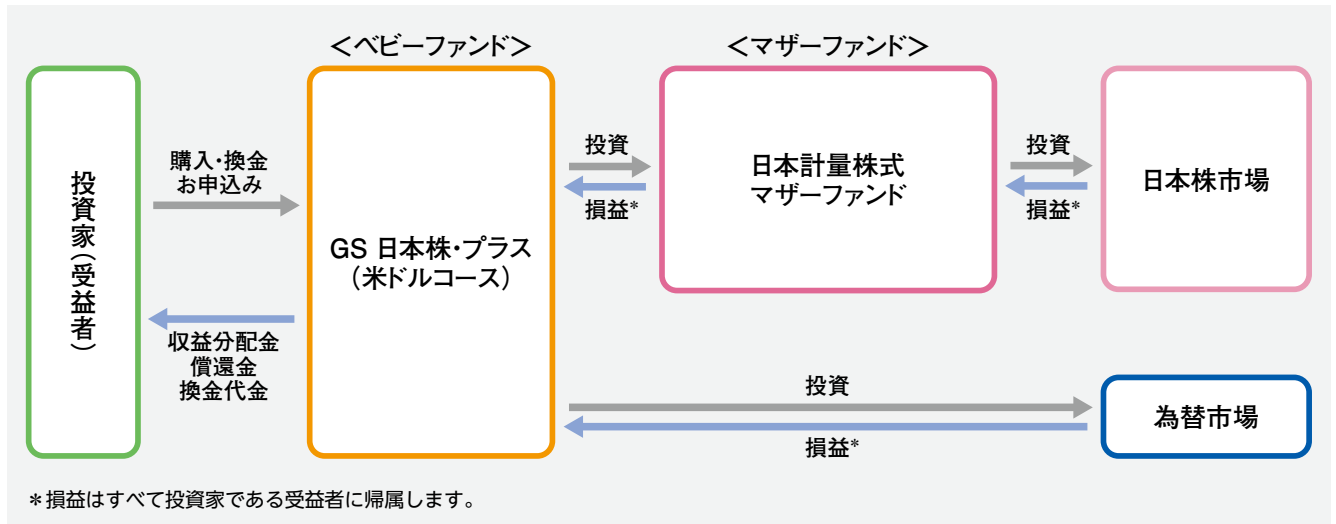 ＜ベビーファンド＞
＜マザーファンド＞
投資家（受益者）
購入・換金
お申込み
収益分配金
償還金
換金代金
GS 日本株・プラス
（米ドルコース）
投資
損益*
日本計量株式
マザーファンド
投資
損益*
日本株市場
投資
損益*
為替市場
＊損益はすべて投資家である受益者に帰属します。